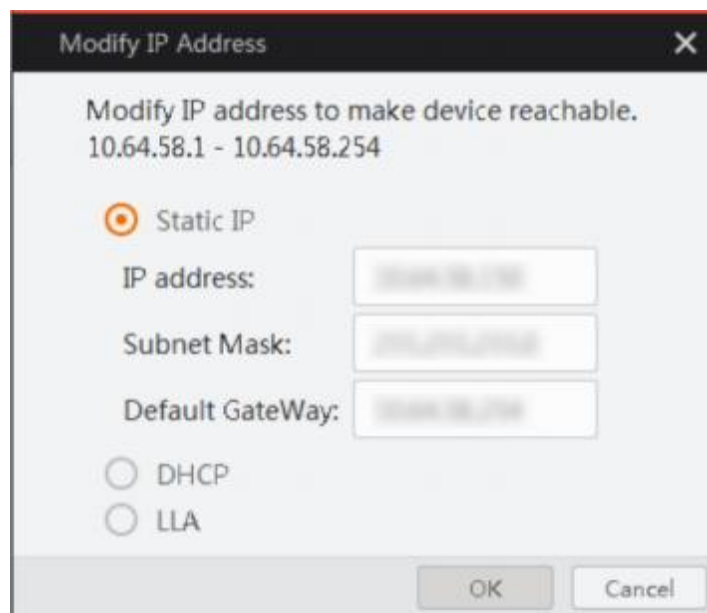 Modify IP Address
Modify IP address to make device reachable.
10.64.58.1 - 10.64.58.254
Static IP
IP address:
Subnet Mask:
Default GateWay:
DHCP
LLA
OK Cancel